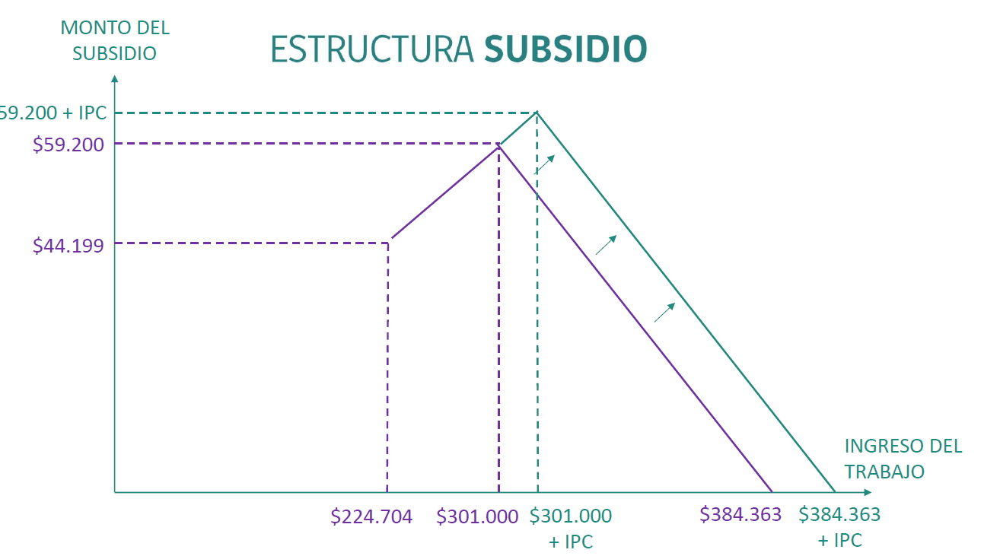 MONTO DEL
SUBSIDIO
ESTRUCTURA SUBSIDIO
59.200 + IPC
$59.200
$44.199
INGRESO DEL
TRABAJO
$224.704
$301.000
$301.000
+ IPC
$384.363
$384.363
+ IPC